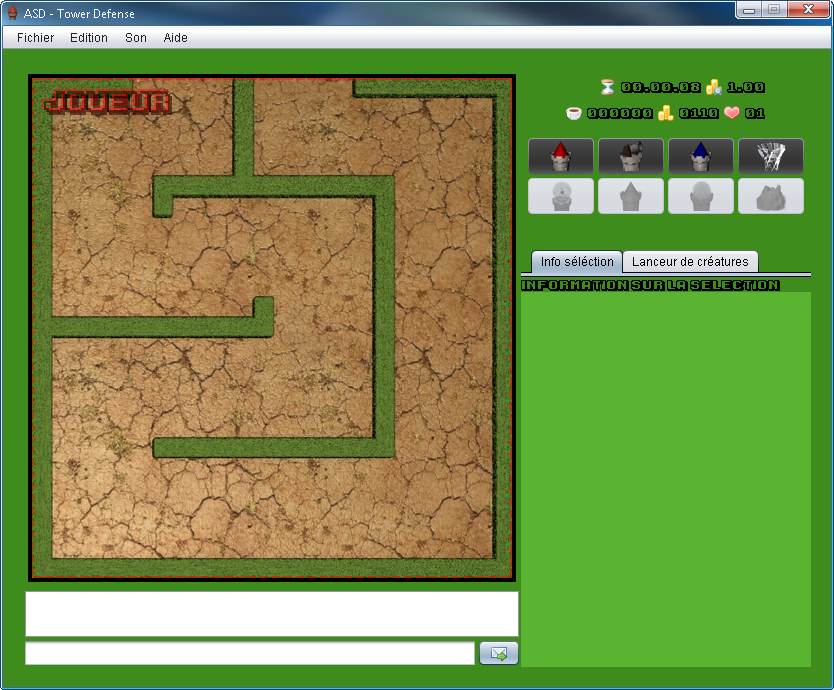 ASD - Tower Defense
Fichier Edition Son Aide
JOUEUR
00.00.08 1.00
000000 0110 01
Info séléction Lanceur de créatures
INFORMATION SUR LA SELECTION